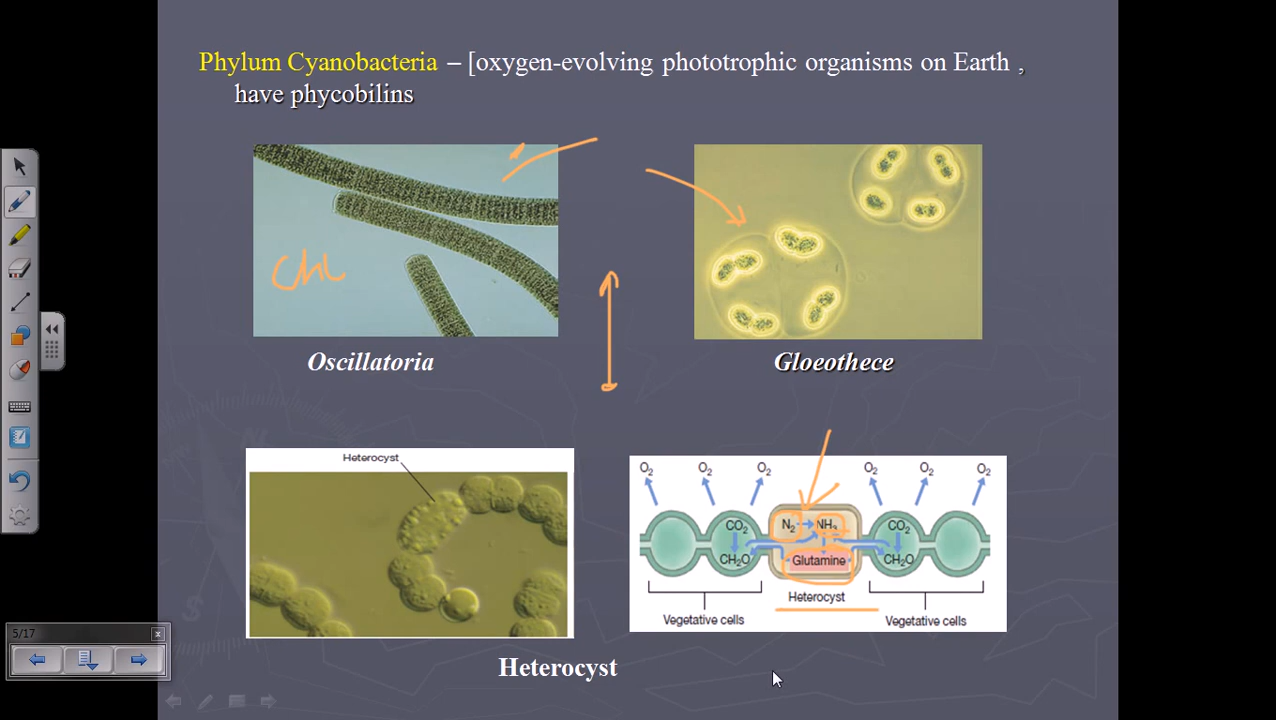 Phylum Cyanobacteria – [oxygen-evolving phototrophic organisms on Earth ,
have phycobilins
Chl
Oscillatoria
Gloeothece
Heterocyst
O2 O2 O2 O2 O2 O2
CO2 N2 NH3 CO2
CH2O Glutamine CH2O
Heterocyst
Vegetative cells Vegetative cells
Heterocyst
5/17